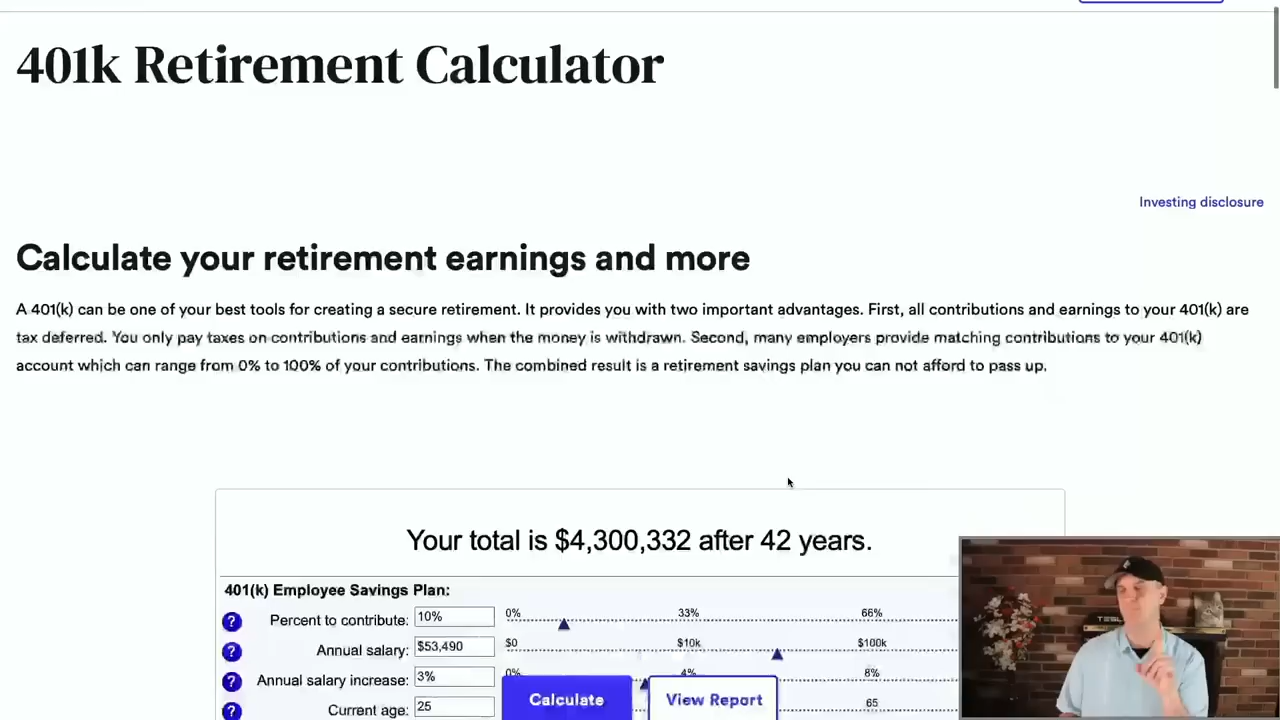 401k Retirement Calculator
Investing disclosure
Calculate your retirement earnings and more
A 401(k) can be one of your best tools for creating a secure retirement. It provides you with two important advantages. First, all contributions and earnings to your 401(k) are
tax deferred. You only pay taxes on contributions and earnings when the money is withdrawn. Second, many employers provide matching contributions to your 401(k)
account which can range from 0% to 100% of your contributions. The combined result is a retirement savings plan you can not afford to pass up.
Your total is $4,300,332 after 42 years.
401(k) Employee Savings Plan:
? Percent to contribute: 10% 0% 33% 66%
? Annual salary: $53,490 $0 $10k $100k
? Annual salary increase: 3% 0% 4% 8%
? Current age: 25 65
Calculate View Report